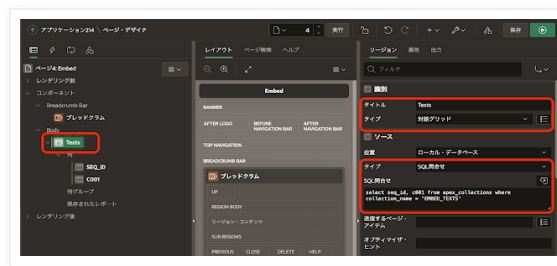 アプリケーション214 \ ページ・デザイナ
4
実行
保存
ページ4: Embed
レンダリング前
コンポーネント
Breadcrumb Bar
ブレッドクラム
Body
Texts
列
SEQ_ID
C001
列グループ
保存されたレポート
レンダリング後
レイアウト
ページ検索
ヘルプ
Embed
BANNER
AFTER LOGO
BEFORE NAVIGATION BAR
AFTER NAVIGATION BAR
TOP NAVIGATION
BREADCRUMB BAR
ブレッドクラム
UP
REGION BODY
リージョン・コンテンツ
SUB REGIONS
PREVIOUS
CLOSE
DELETE
HELP
リージョン
属性
出力
フィルタ
識別
タイトル
Texts
タイプ
対話グリッド
ソース
位置
ローカル・データベース
タイプ
SQL問合せ
SQL問合せ
select seq_id, c001 from apex_collections where
collection_name = 'EMBED_TEXTS'
送信するページ・
アイテム
オプティマイザ・
ヒント